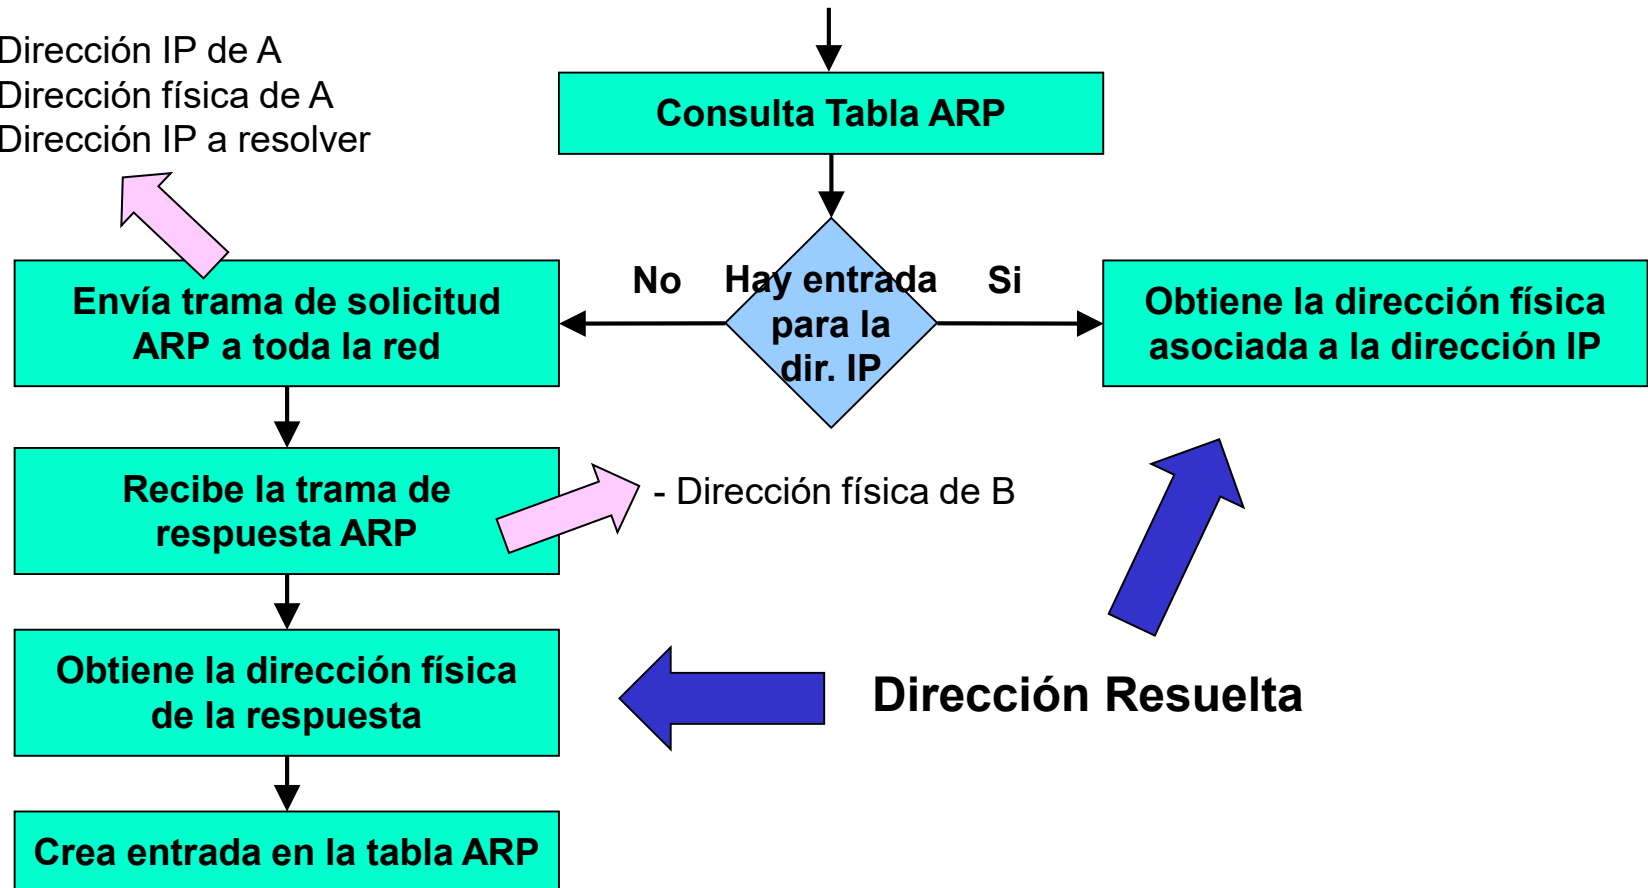 Dirección IP de A
Dirección física de A
Dirección IP a resolver
Consulta Tabla ARP
No
Hay entrada
para la
dir. IP
Si
Envía trama de solicitud
ARP a toda la red
Obtiene la dirección física
asociada a la dirección IP
Recibe la trama de
respuesta ARP
- Dirección física de B
Obtiene la dirección física
de la respuesta
Dirección Resuelta
Crea entrada en la tabla ARP